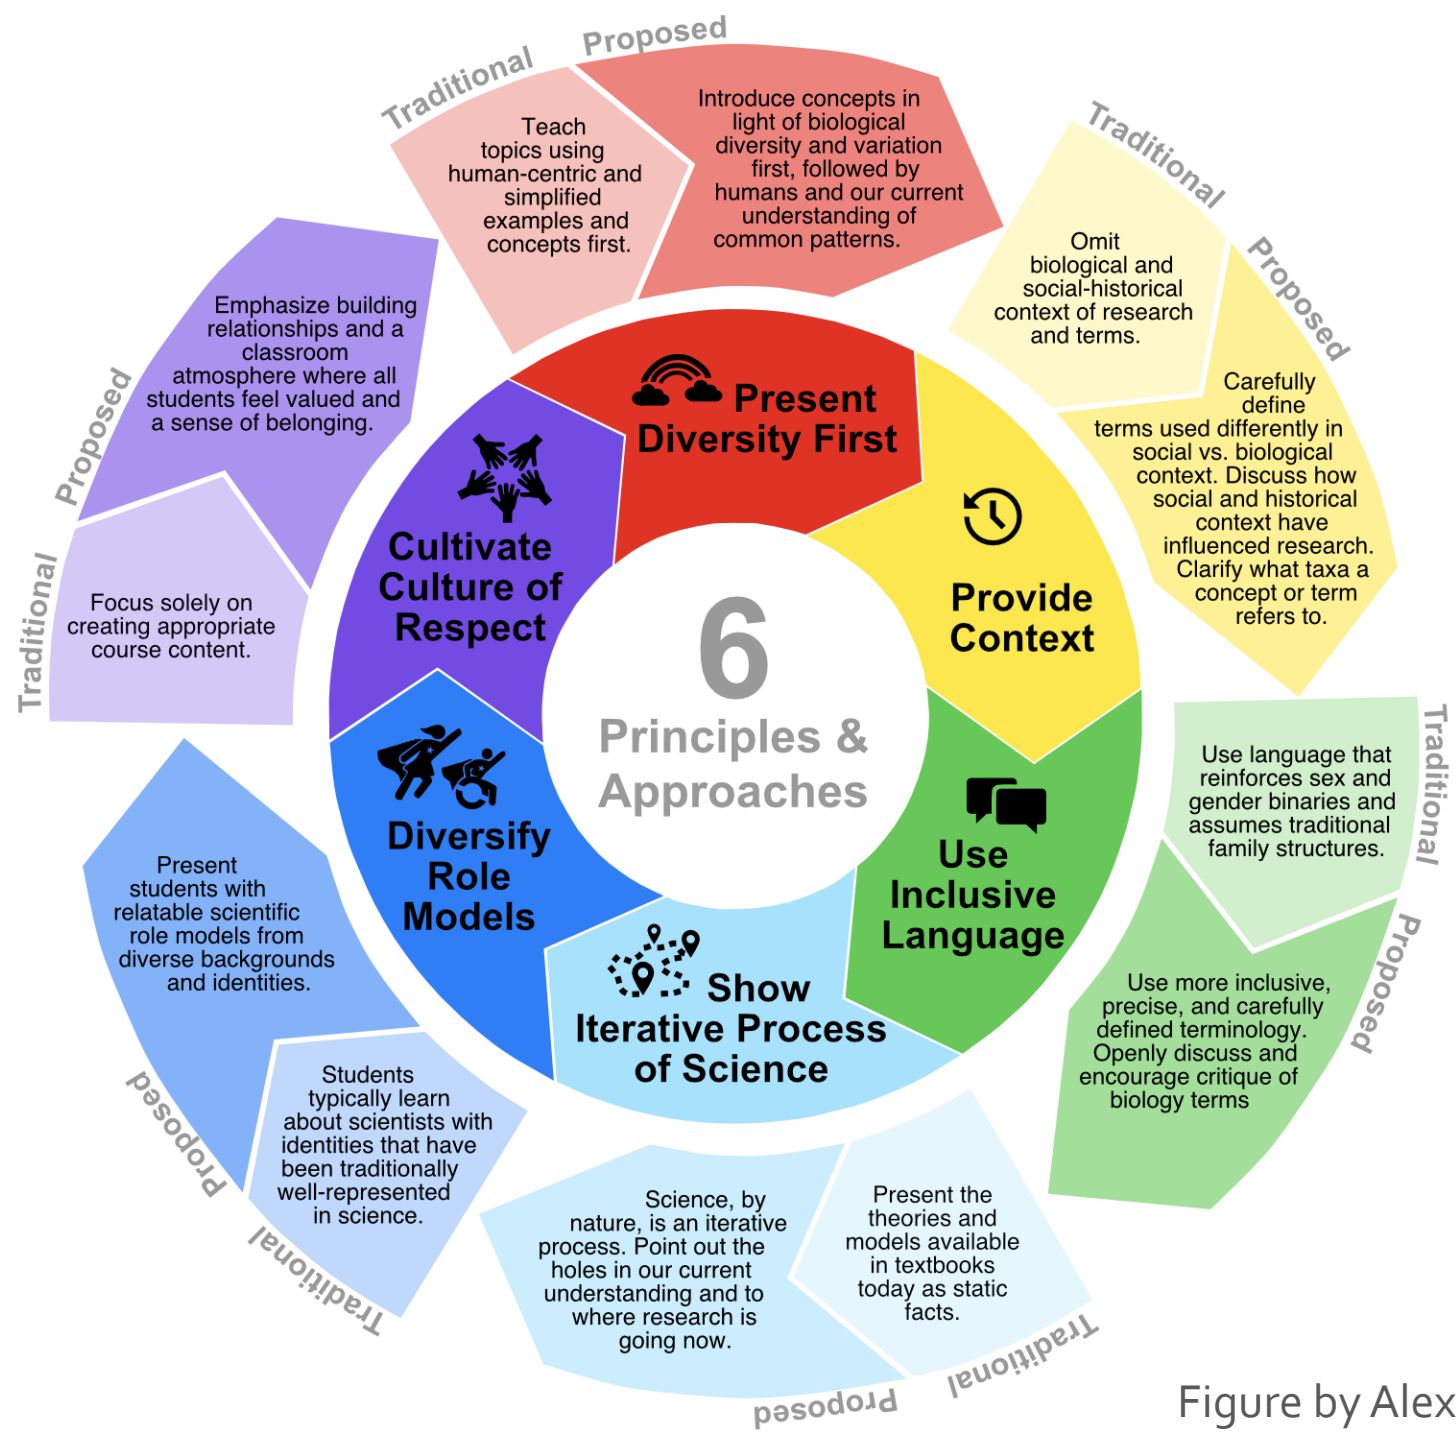 Traditional
Proposed
Teach
topics using
human-centric and
simplified
examples and
concepts first.
Introduce concepts in
light of biological
diversity and variation
first, followed by
humans and our current
understanding of
common patterns.
Present
Diversity First
Traditional
Proposed
Omit
biological and
social-historical
context of research
and terms.
Carefully
define
terms used differently in
social vs. biological
context. Discuss how
social and historical
context have
influenced research.
Clarify what taxa a
concept or term
refers to.
Provide
Context
Traditional
Proposed
Use language that
reinforces sex and
gender binaries and
assumes traditional
family structures.
Use more inclusive,
precise, and carefully
defined terminology.
Openly discuss and
encourage critique of
biology terms
Use
Inclusive
Language
Traditional
Proposed
Present the
theories and
models available
in textbooks
today as static
facts.
Science, by
nature, is an iterative
process. Point out the
holes in our current
understanding and to
where research is
going now.
Show
Iterative Process
of Science
Traditional
Proposed
Students
typically learn
about scientists with
identities that have
been traditionally
well-represented
in science.
Present
students with
relatable scientific
role models from
diverse backgrounds
and identities.
Diversify
Role
Models
Traditional
Proposed
Focus solely on
creating appropriate
course content.
Emphasize building
relationships and a
classroom
atmosphere where all
students feel valued and
a sense of belonging.
Cultivate
Culture of
Respect
6
Principles &
Approaches
Figure by Alex